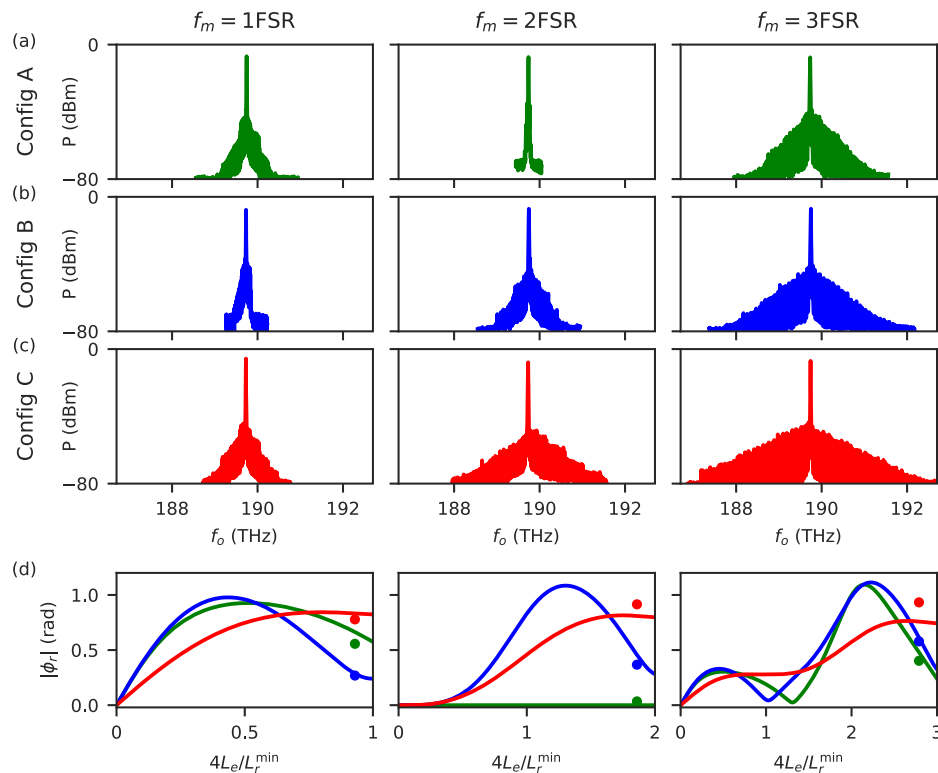 f_m = 1FSR
f_m = 2FSR
f_m = 3FSR
(a)
Config A
P (dBm)
0
−80
(b)
Config B
P (dBm)
0
−80
(c)
Config C
P (dBm)
0
−80
188 190 192
188 190 192
188 190 192
f_o (THz)
f_o (THz)
f_o (THz)
(d)
|ϕ_r| (rad)
1.0
0.5
0.0
0 0.5 1
0 1 2
0 1 2 3
4L_e/L_r^min
4L_e/L_r^min
4L_e/L_r^min